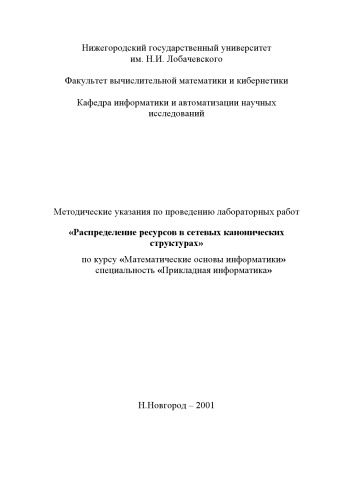 Нижегородский государственный университет
им. Н.И. Лобачевского
Факультет вычислительной математики и кибернетики
Кафедра информатики и автоматизации научных
исследований
Методические указания по проведению лабораторных работ
«Распределение ресурсов в сетевых канонических
структурах»
по курсу «Математические основы информатики»
специальность «Прикладная информатика»
Н.Новгород – 2001